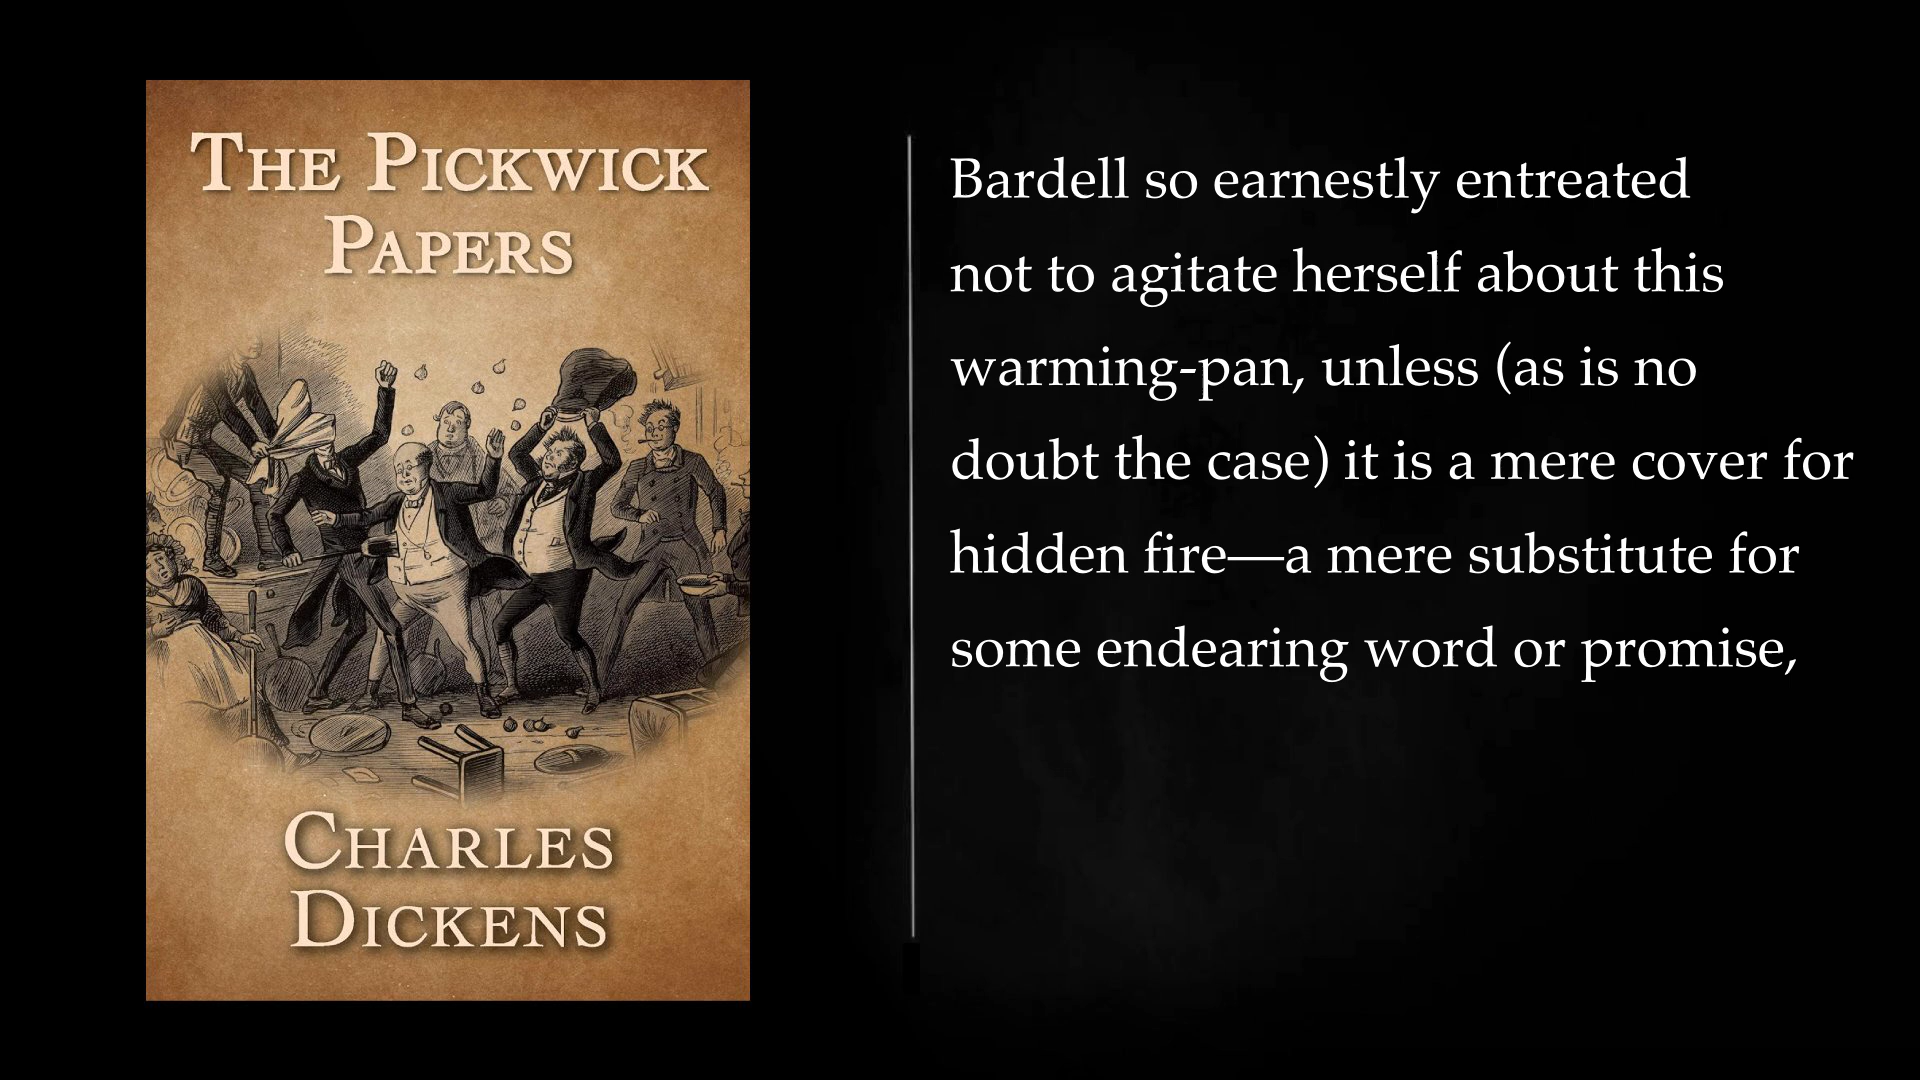 THE PICKWICK
PAPERS
CHARLES
DICKENS
Bardell so earnestly entreated
not to agitate herself about this
warming-pan, unless (as is no
doubt the case) it is a mere cover for
hidden fire—a mere substitute for
some endearing word or promise,